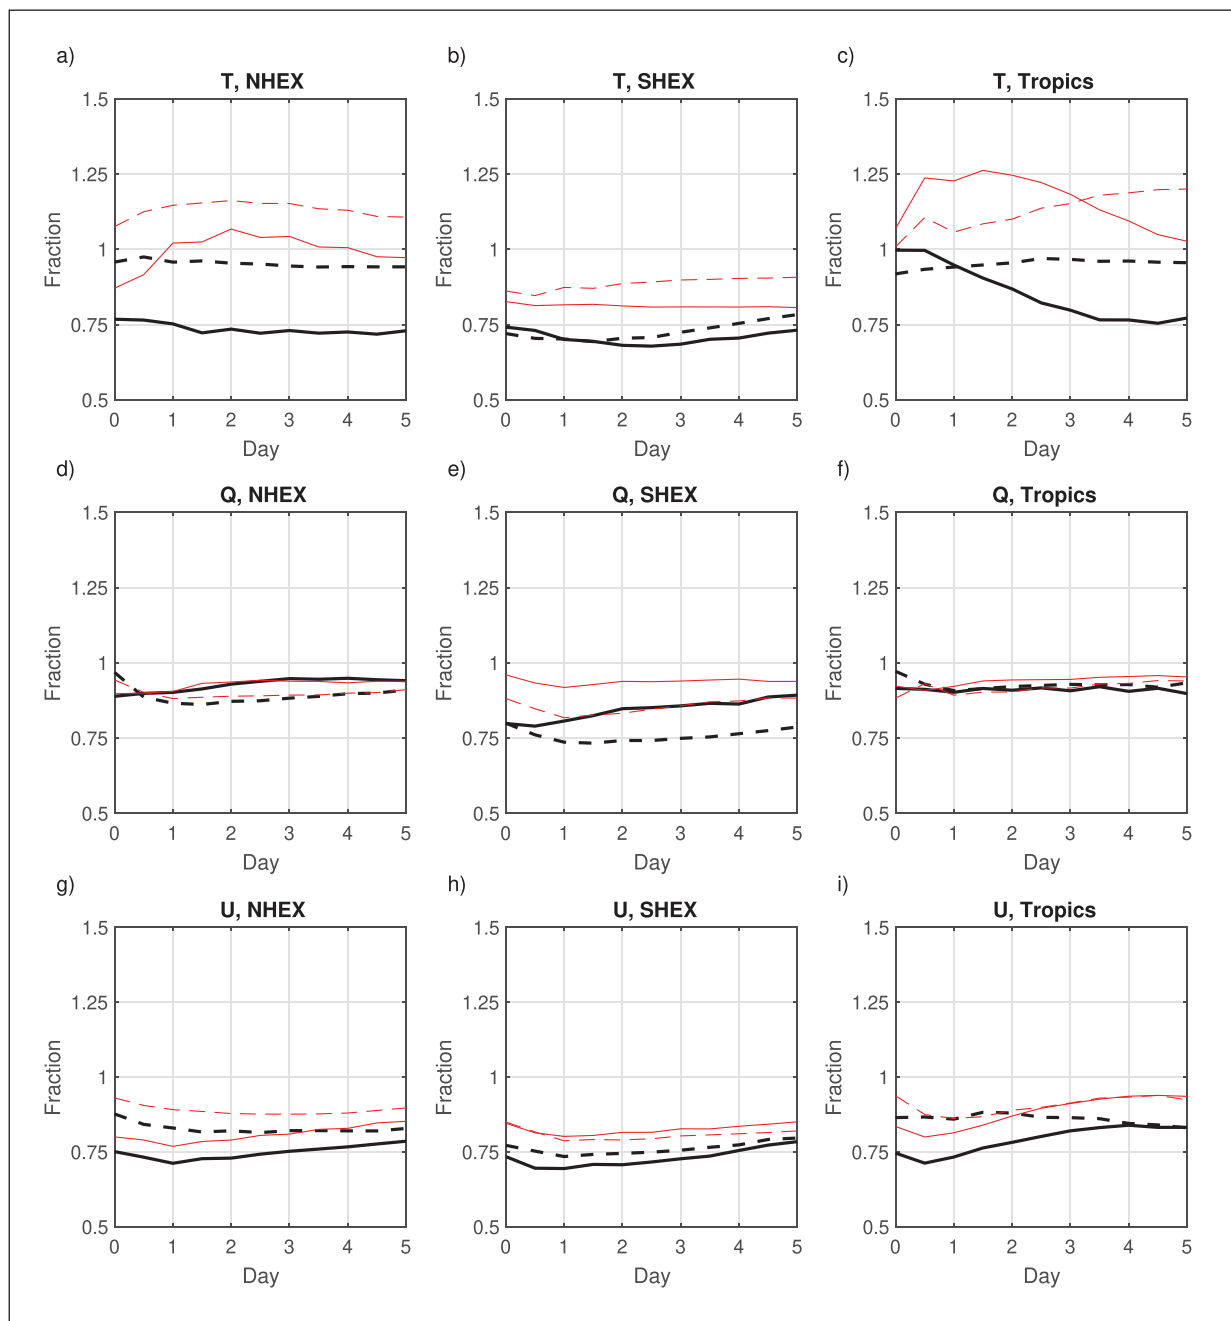 a)
T, NHEX
1.5
1.25
1
0.75
0.5
Fraction
0 1 2 3 4 5
Day
b)
T, SHEX
1.5
1.25
1
0.75
0.5
Fraction
0 1 2 3 4 5
Day
c)
T, Tropics
1.5
1.25
1
0.75
0.5
Fraction
0 1 2 3 4 5
Day
d)
Q, NHEX
1.5
1.25
1
0.75
0.5
Fraction
0 1 2 3 4 5
Day
e)
Q, SHEX
1.5
1.25
1
0.75
0.5
Fraction
0 1 2 3 4 5
Day
f)
Q, Tropics
1.5
1.25
1
0.75
0.5
Fraction
0 1 2 3 4 5
Day
g)
U, NHEX
1.5
1.25
1
0.75
0.5
Fraction
0 1 2 3 4 5
Day
h)
U, SHEX
1.5
1.25
1
0.75
0.5
Fraction
0 1 2 3 4 5
Day
i)
U, Tropics
1.5
1.25
1
0.75
0.5
Fraction
0 1 2 3 4 5
Day